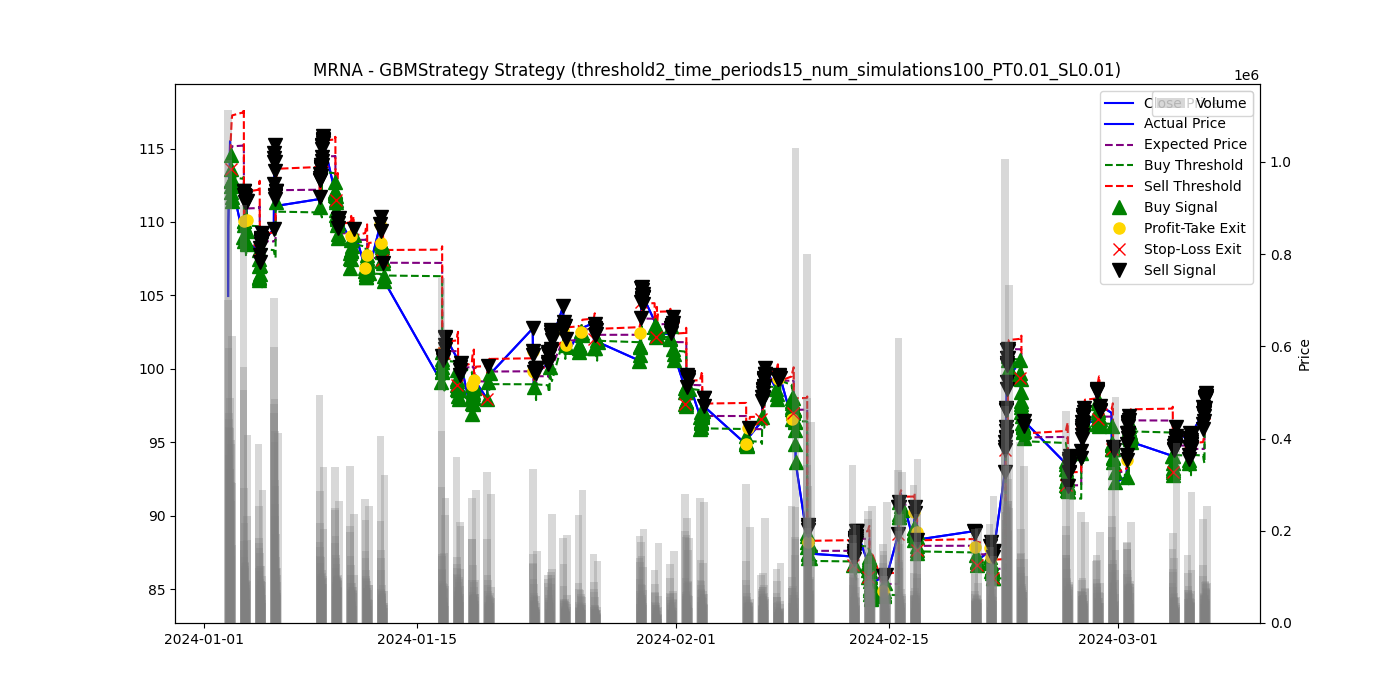 MRNA - GBMStrategy Strategy (threshold2_time_periods15_num_simulations100_PT0.01_SL0.01)
1e6
Volume
Actual Price
Expected Price
Buy Threshold
Sell Threshold
Buy Signal
Profit-Take Exit
Stop-Loss Exit
Sell Signal
115
110
105
100
95
90
85
1.0
0.8
0.6
0.4
0.2
0.0
Price
2024-01-01
2024-01-15
2024-02-01
2024-02-15
2024-03-01